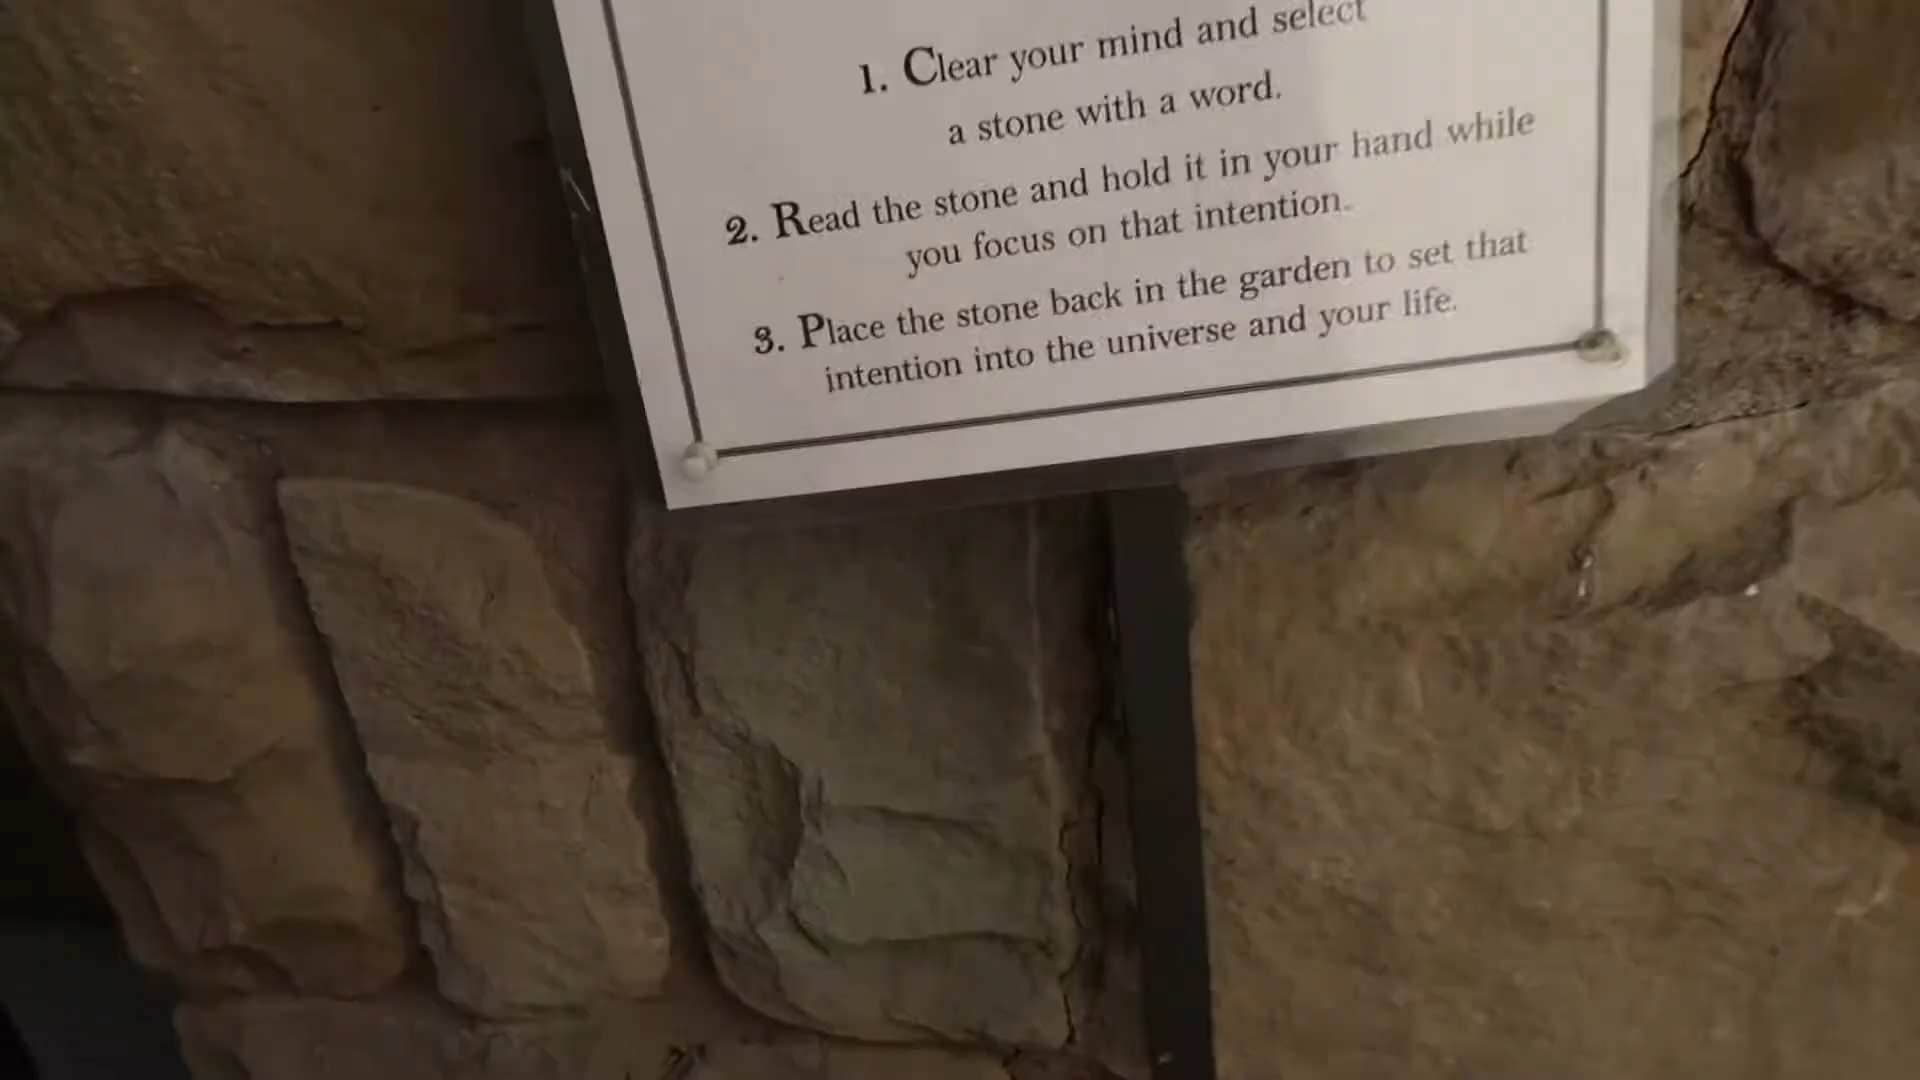 1. Clear your mind and select
a stone with a word.
2. Read the stone and hold it in your hand while
you focus on that intention.
3. Place the stone back in the garden to set that
intention into the universe and your life.